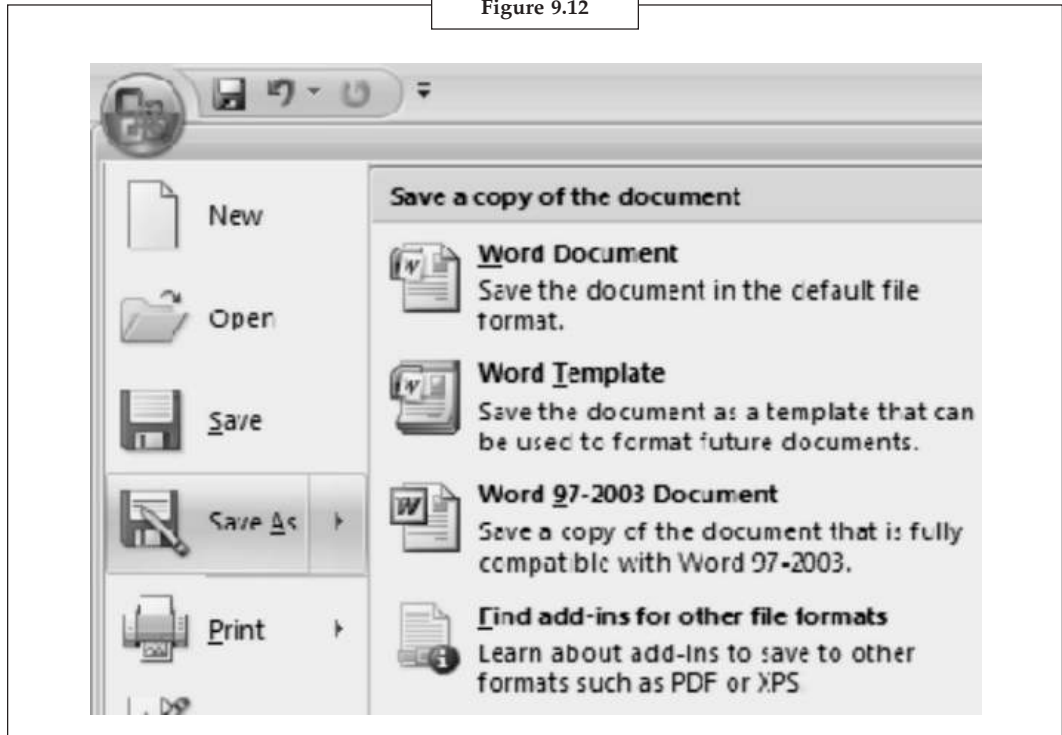 Figure 9.12
New
Open
Save
Save As
Print
Save a copy of the document
Word Document
Save the document in the default file
format.
Word Template
Save the document as a template that can
be used to format future documents.
Word 97-2003 Document
Save a copy of the document that is fully
compatible with Word 97-2003.
Find add-ins for other file formats
Learn about add-ins to save to other
formats such as PDF or XPS